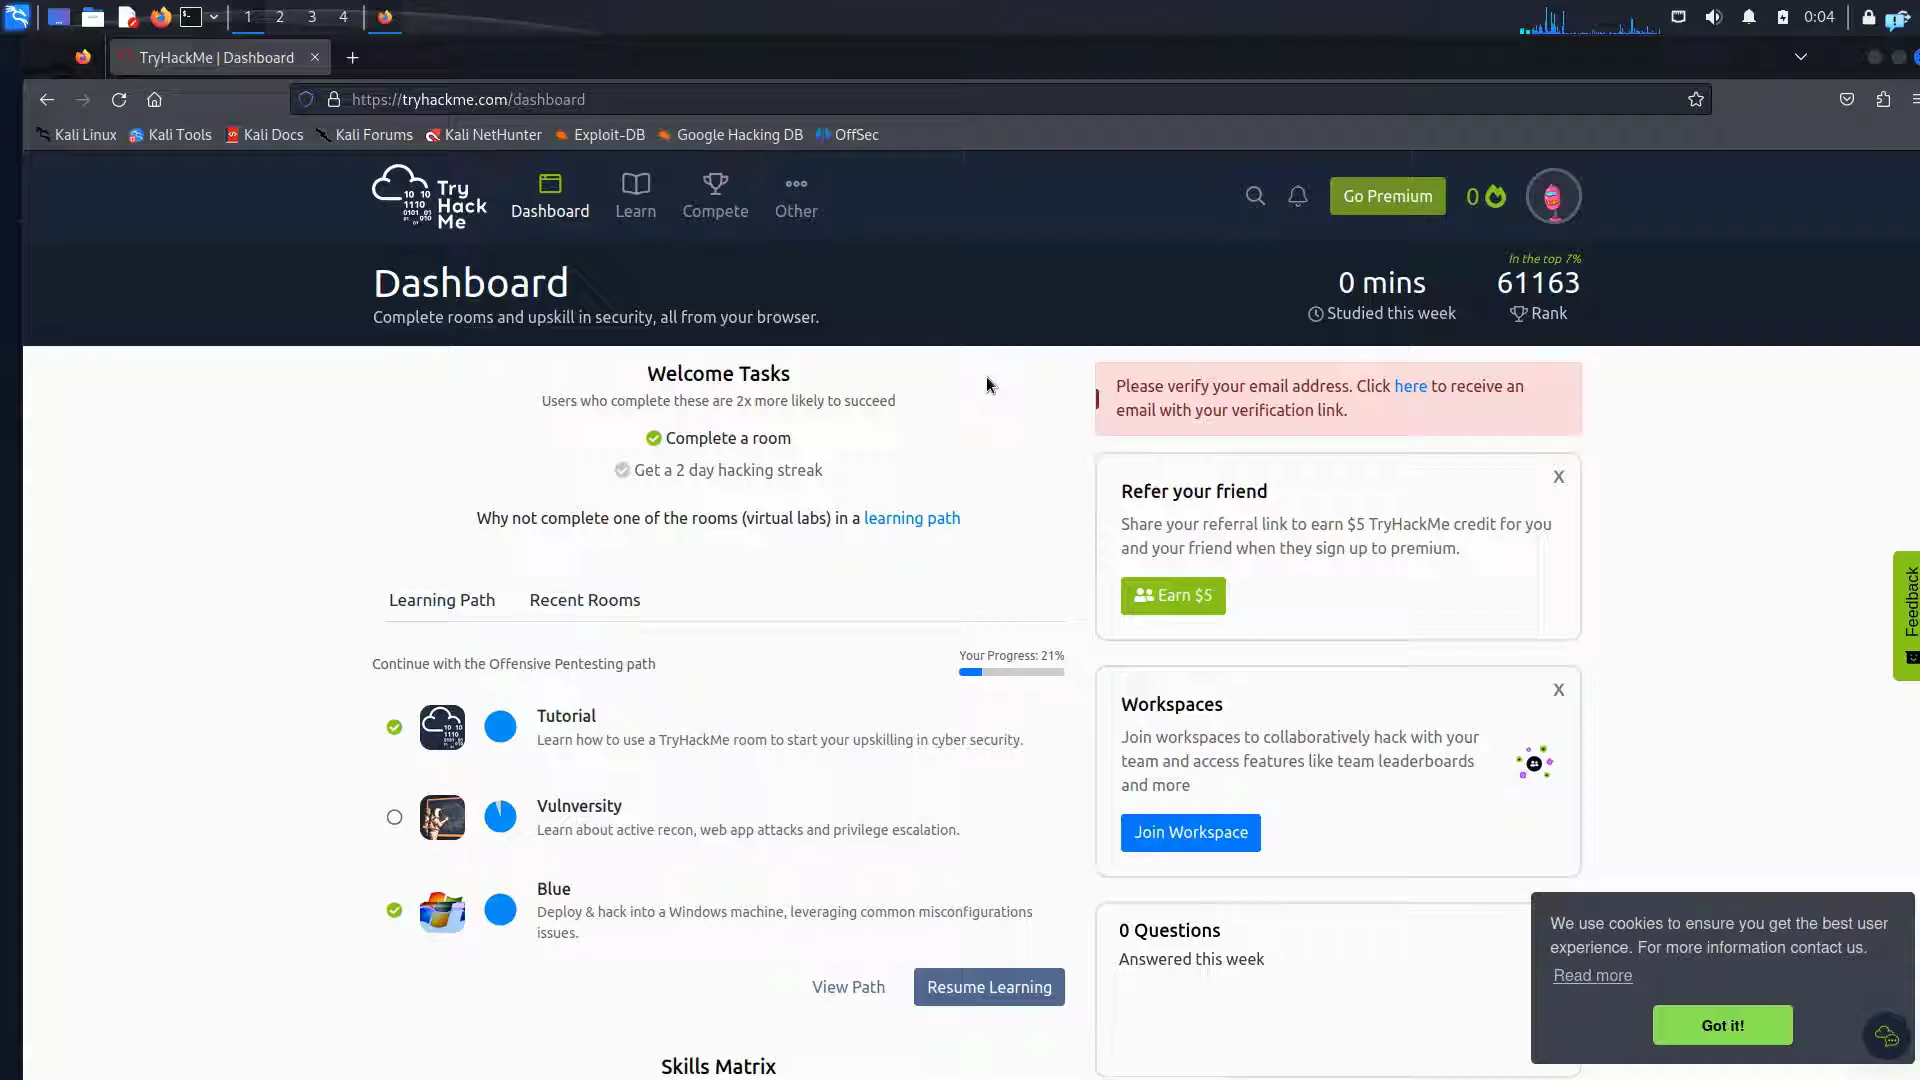 1 2 3 4
0:04
TryHackMe | Dashboard
https://tryhackme.com/dashboard
Kali Linux Kali Tools Kali Docs Kali Forums Kali NetHunter Exploit-DB Google Hacking DB OffSec
Try
Hack
Me
Dashboard Learn Compete Other
Go Premium
0
Dashboard
Complete rooms and upskill in security, all from your browser.
0 mins
Studied this week
In the top 7%
61163
Rank
Welcome Tasks
Users who complete these are 2x more likely to succeed
Complete a room
Get a 2 day hacking streak
Why not complete one of the rooms (virtual labs) in a learning path
Learning Path Recent Rooms
Continue with the Offensive Pentesting path
Your Progress: 21%
Tutorial
Learn how to use a TryHackMe room to start your upskilling in cyber security.
Vulnversity
Learn about active recon, web app attacks and privilege escalation.
Blue
Deploy & hack into a Windows machine, leveraging common misconfigurations
issues.
View Path Resume Learning
Skills Matrix
Please verify your email address. Click here to receive an
email with your verification link.
X
Refer your friend
Share your referral link to earn $5 TryHackMe credit for you
and your friend when they sign up to premium.
Earn $5
X
Workspaces
Join workspaces to collaboratively hack with your
team and access features like team leaderboards
and more
Join Workspace
0 Questions
Answered this week
Feedback
We use cookies to ensure you get the best user
experience. For more information contact us.
Read more
Got it!